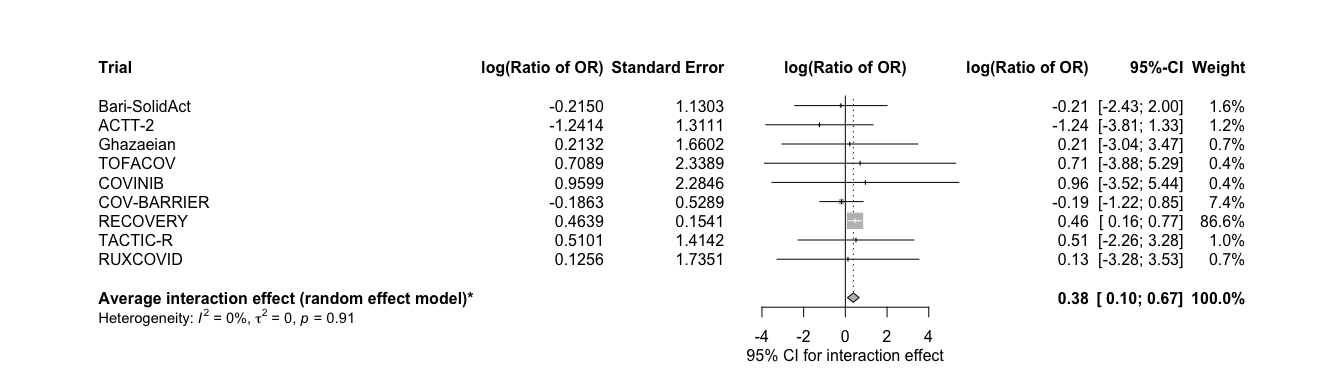 Trial log(Ratio of OR) Standard Error log(Ratio of OR) log(Ratio of OR) 95%-CI Weight
Bari-SolidAct -0.2150 1.1303 -0.21 [-2.43; 2.00] 1.6%
ACTT-2 -1.2414 1.3111 -1.24 [-3.81; 1.33] 1.2%
Ghazaeian 0.2132 1.6602 0.21 [-3.04; 3.47] 0.7%
TOFACOV 0.7089 2.3389 0.71 [-3.88; 5.29] 0.4%
COVINIB 0.9599 2.2846 0.96 [-3.52; 5.44] 0.4%
COV-BARRIER -0.1863 0.5289 -0.19 [-1.22; 0.85] 7.4%
RECOVERY 0.4639 0.1541 0.46 [ 0.16; 0.77] 86.6%
TACTIC-R 0.5101 1.4142 0.51 [-2.26; 3.28] 1.0%
RUXCOVID 0.1256 1.7351 0.13 [-3.28; 3.53] 0.7%
Average interaction effect (random effect model)* 0.38 [ 0.10; 0.67] 100.0%
Heterogeneity: I² = 0%, τ² = 0, p = 0.91
-4 -2 0 2 4
95% CI for interaction effect